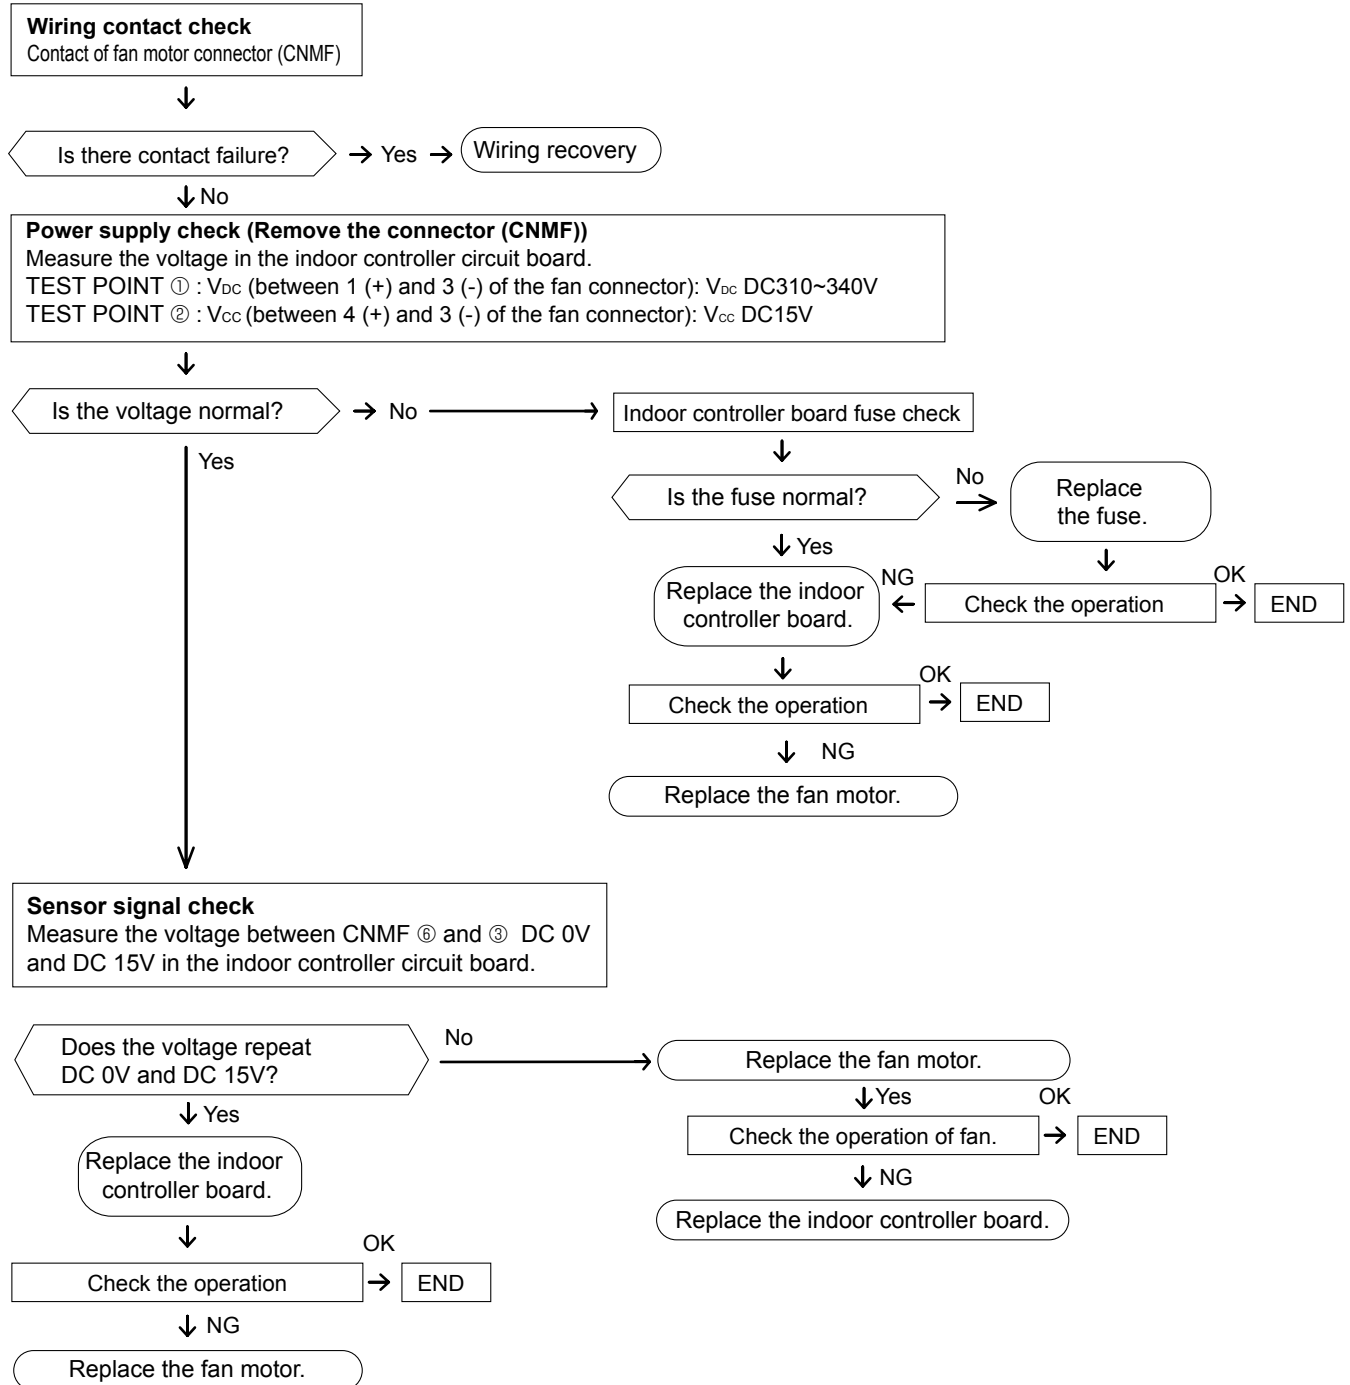 Wiring contact check
Contact of fan motor connector (CNMF)
Is there contact failure?
Yes
Wiring recovery
No
Power supply check (Remove the connector (CNMF))
Measure the voltage in the indoor controller circuit board.
TEST POINT ① : VDC (between 1 (+) and 3 (-) of the fan connector): VDC DC310~340V
TEST POINT ② : VCC (between 4 (+) and 3 (-) of the fan connector): VCC DC15V
Is the voltage normal?
No
Indoor controller board fuse check
Yes
Is the fuse normal?
No
Replace
the fuse.
Yes
Replace the indoor
controller board.
NG
Check the operation
OK
END
Check the operation
OK
END
NG
Replace the fan motor.
Sensor signal check
Measure the voltage between CNMF ⑥ and ③ DC 0V
and DC 15V in the indoor controller circuit board.
Does the voltage repeat
DC 0V and DC 15V?
No
Replace the fan motor.
Yes
OK
Check the operation of fan.
END
NG
Replace the indoor controller board.
Yes
Replace the indoor
controller board.
OK
Check the operation
END
NG
Replace the fan motor.